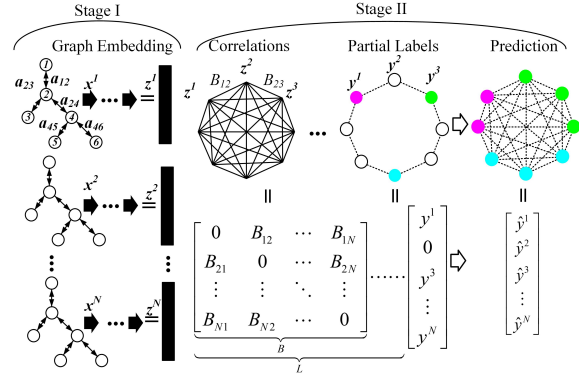 Stage I
Stage II
Graph Embedding
Correlations
Partial Labels
Prediction
1
a₂₃ a₁₂
2
a₂₄
3
4
a₄₅ a₄₆
5 6
x¹ ••• = z¹
z¹ B₁₂ z² B₂₃ z³
•••
y¹ y² y³
x² ••• = z²
⋮
xᴺ ••• = zᴺ
= = =
0 B₁₂ ⋯ B₁N
B₂₁ 0 ⋯ B₂N
⋮ ⋮ ⋱ ⋮
BN₁ BN₂ ⋯ 0
B
L
⋯⋯
y¹
0
y³
⋮
yᴺ
ŷ¹
ŷ²
ŷ³
⋮
ŷᴺ